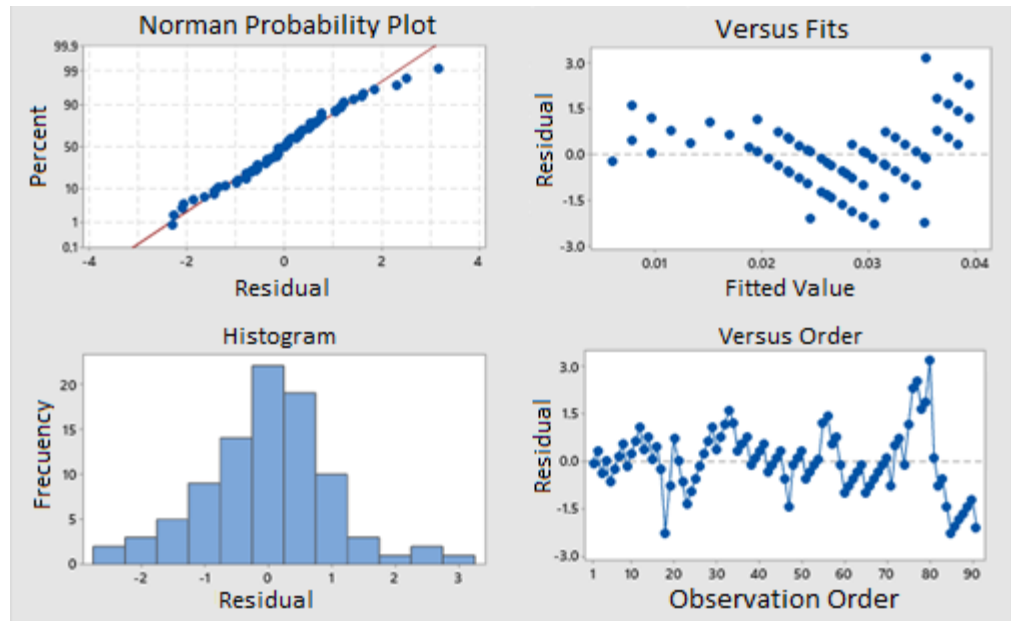 Norman Probability Plot
Percent
99.9
99
90
50
10
1
0.1
-4 -2 0 2 4
Residual
Versus Fits
Residual
3.0
1.5
0.0
-1.5
-3.0
0.01 0.02 0.03 0.04
Fitted Value
Histogram
Frecuency
20
15
10
5
0
-2 -1 0 1 2 3
Residual
Versus Order
Residual
3.0
1.5
0.0
-1.5
-3.0
1 10 20 30 40 50 60 70 80 90
Observation Order